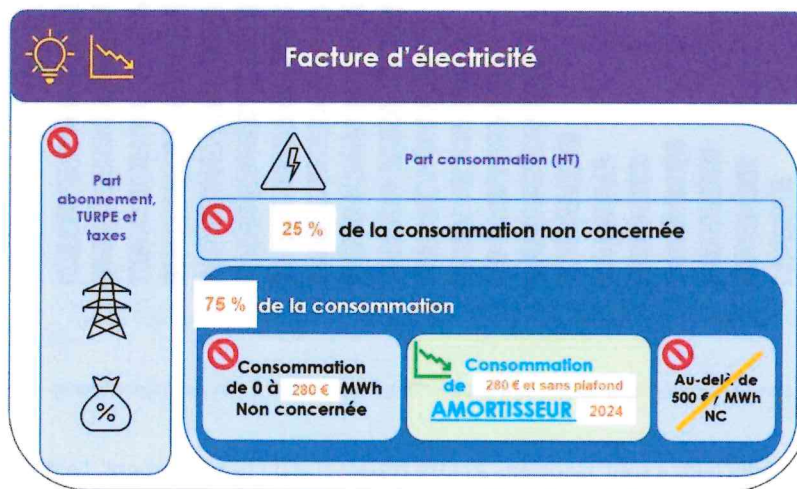 Facture d'électricité
Part
abonnement,
TURPE et
taxes
%
Part consommation (HT)
25 % de la consommation non concernée
75 % de la consommation
Consommation
de 0 à 280 € MWh
Non concernée
Consommation
de 280 € et sans plafond
AMORTISSEUR 2024
Au-delà de
500 € / MWh
NC